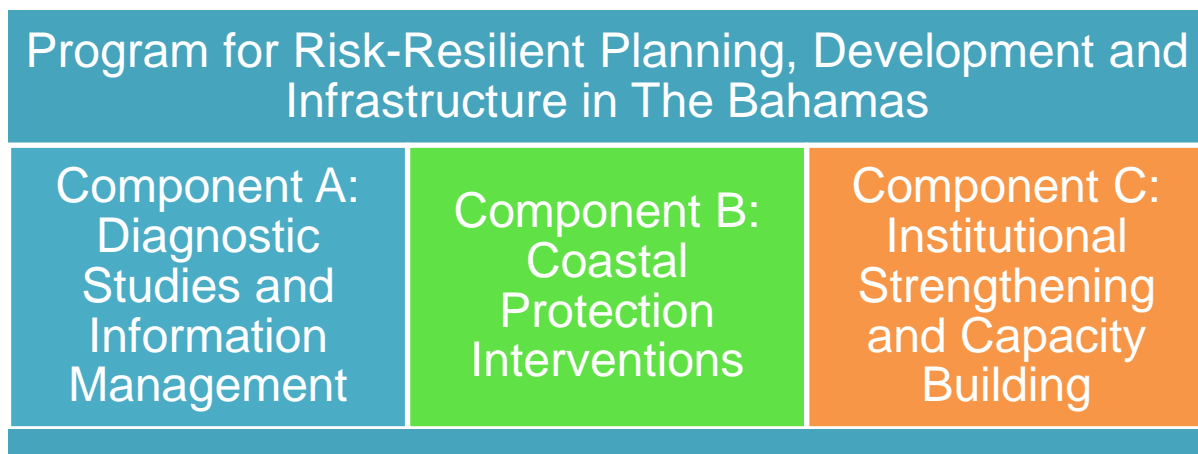 Program for Risk-Resilient Planning, Development and
Infrastructure in The Bahamas
Component A:
Diagnostic
Studies and
Information
Management
Component B:
Coastal
Protection
Interventions
Component C:
Institutional
Strengthening
and Capacity
Building